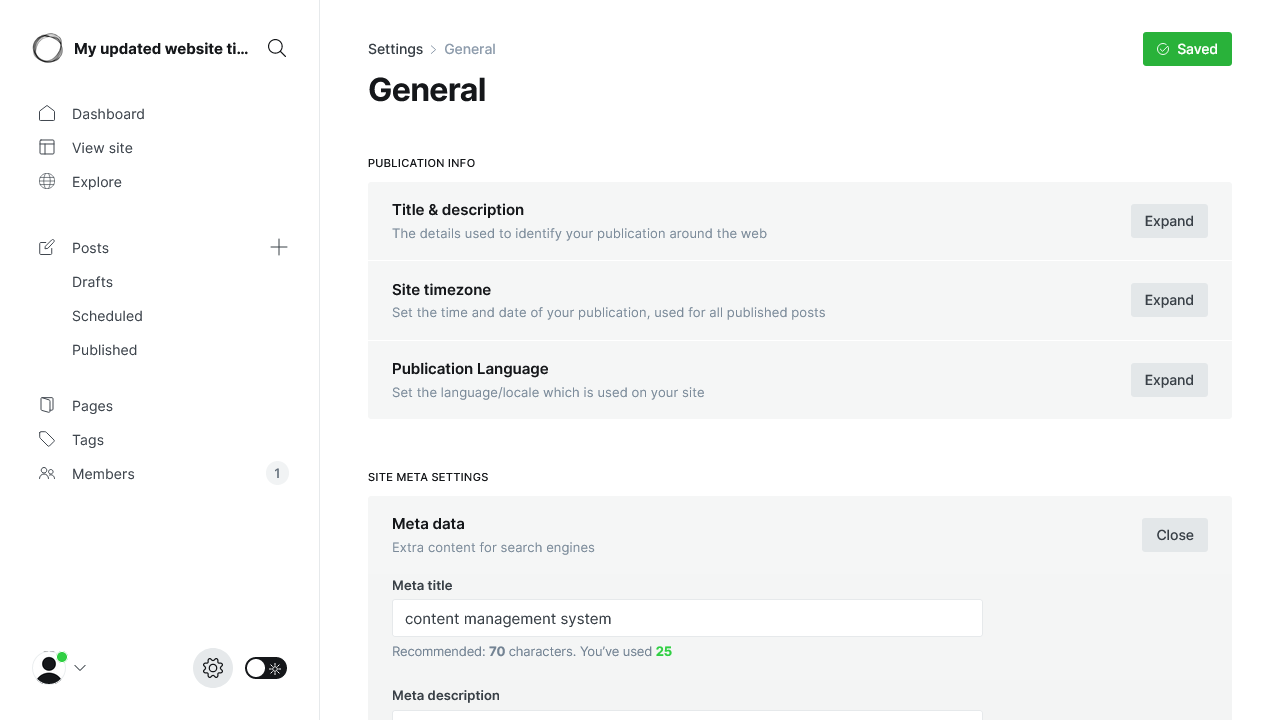 My updated website ti...
Dashboard
View site
Explore
Posts
Drafts
Scheduled
Published
Pages
Tags
Members
1
Settings
General
Saved
General
PUBLICATION INFO
Title & description
The details used to identify your publication around the web
Expand
Site timezone
Set the time and date of your publication, used for all published posts
Expand
Publication Language
Set the language/locale which is used on your site
Expand
SITE META SETTINGS
Meta data
Extra content for search engines
Close
Meta title
content management system
Recommended: 70 characters. You’ve used 25
Meta description